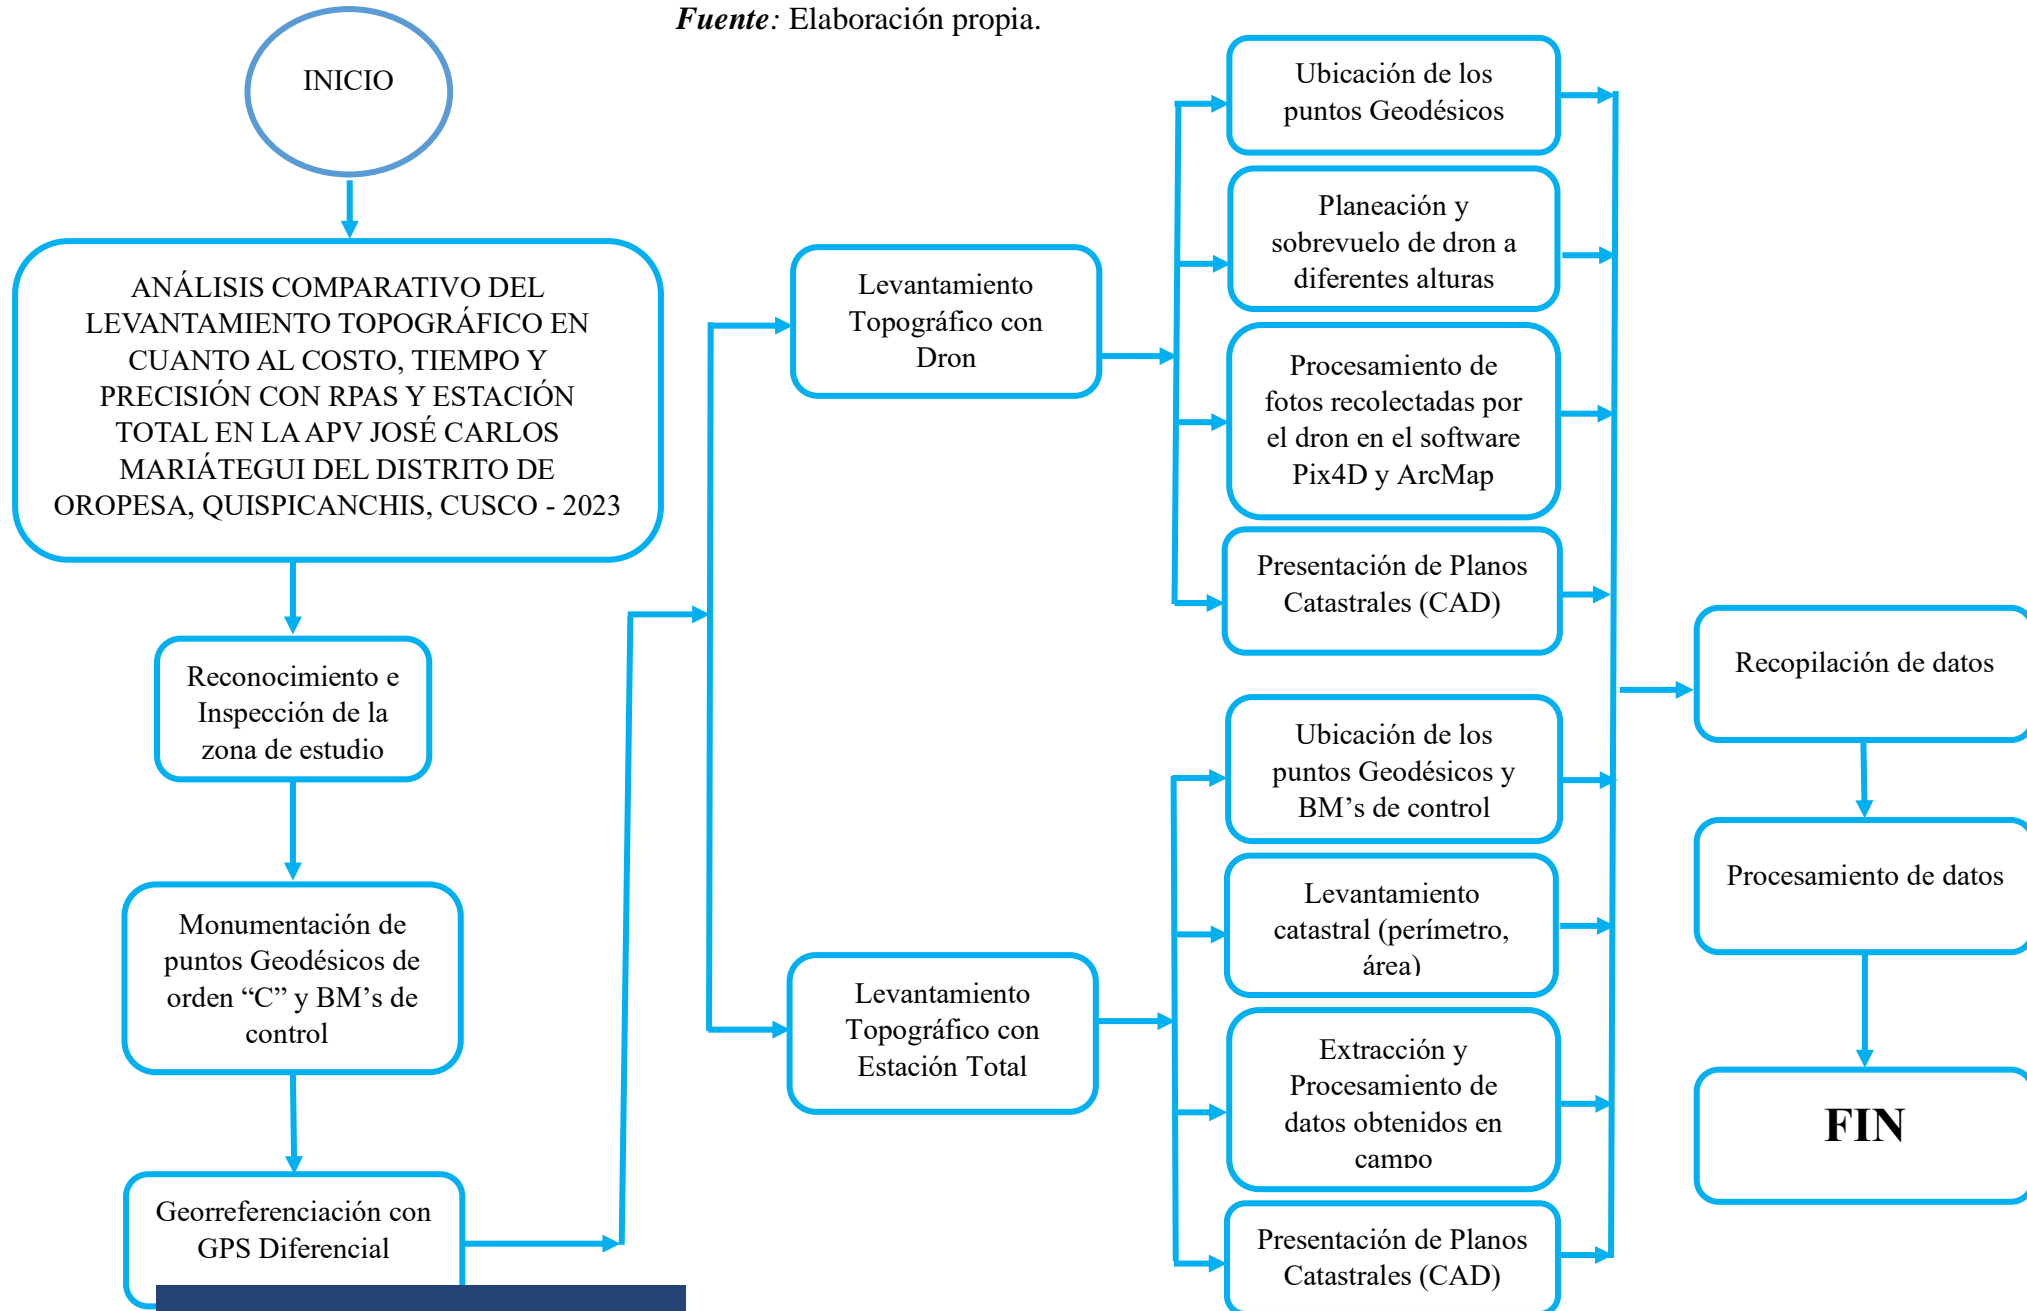 Fuente: Elaboración propia.
INICIO
ANÁLISIS COMPARATIVO DEL
LEVANTAMIENTO TOPOGRÁFICO EN
CUANTO AL COSTO, TIEMPO Y
PRECISIÓN CON RPAS Y ESTACIÓN
TOTAL EN LA APV JOSÉ CARLOS
MARIÁTEGUI DEL DISTRITO DE
OROPESA, QUISPICANCHIS, CUSCO - 2023
Reconocimiento e
Inspección de la
zona de estudio
Monumentación de
puntos Geodésicos de
orden “C” y BM’s de
control
Georreferenciación con
GPS Diferencial
Levantamiento
Topográfico con
Dron
Ubicación de los
puntos Geodésicos
Planeación y
sobrevuelo de dron a
diferentes alturas
Procesamiento de
fotos recolectadas por
el dron en el software
Pix4D y ArcMap
Presentación de Planos
Catastrales (CAD)
Levantamiento
Topográfico con
Estación Total
Ubicación de los
puntos Geodésicos y
BM’s de control
Levantamiento
catastral (perímetro,
área)
Extracción y
Procesamiento de
datos obtenidos en
campo
Presentación de Planos
Catastrales (CAD)
Recopilación de datos
Procesamiento de datos
FIN